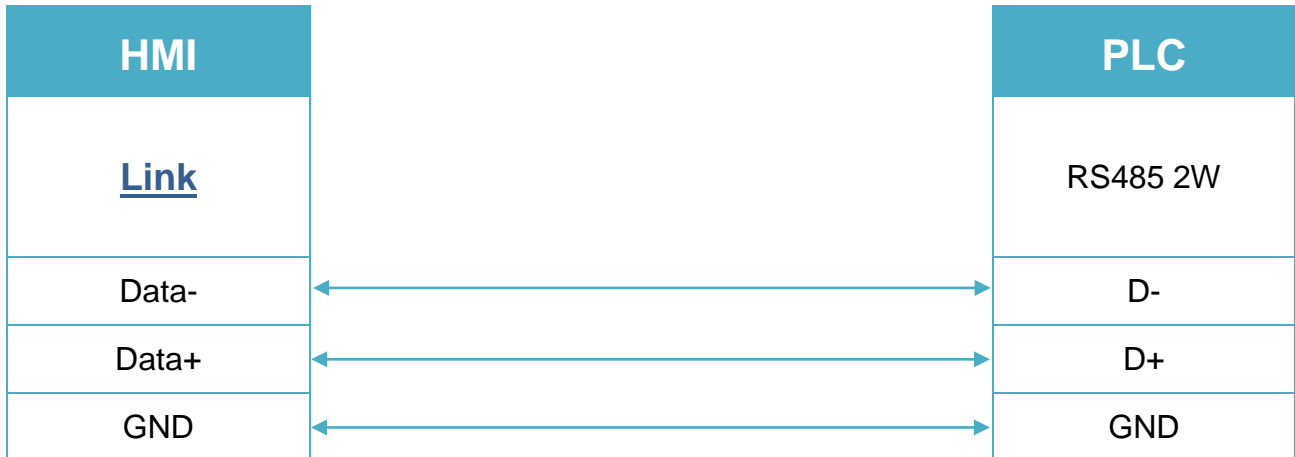 HMI PLC
Link RS485 2W
Data- D-
Data+ D+
GND GND